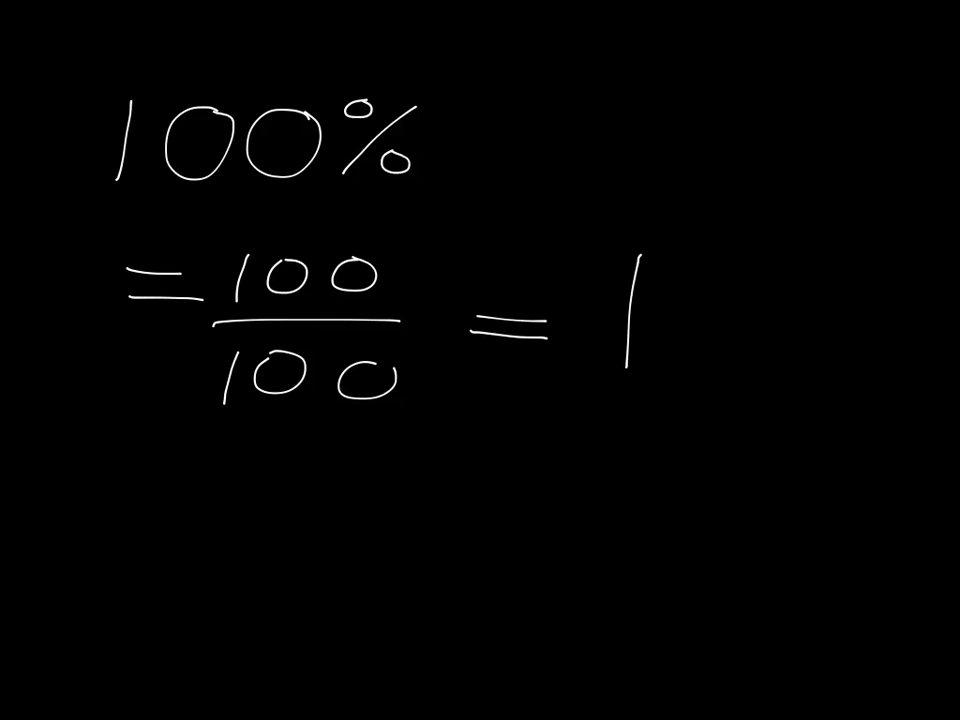 100%
= 100/100 = 1